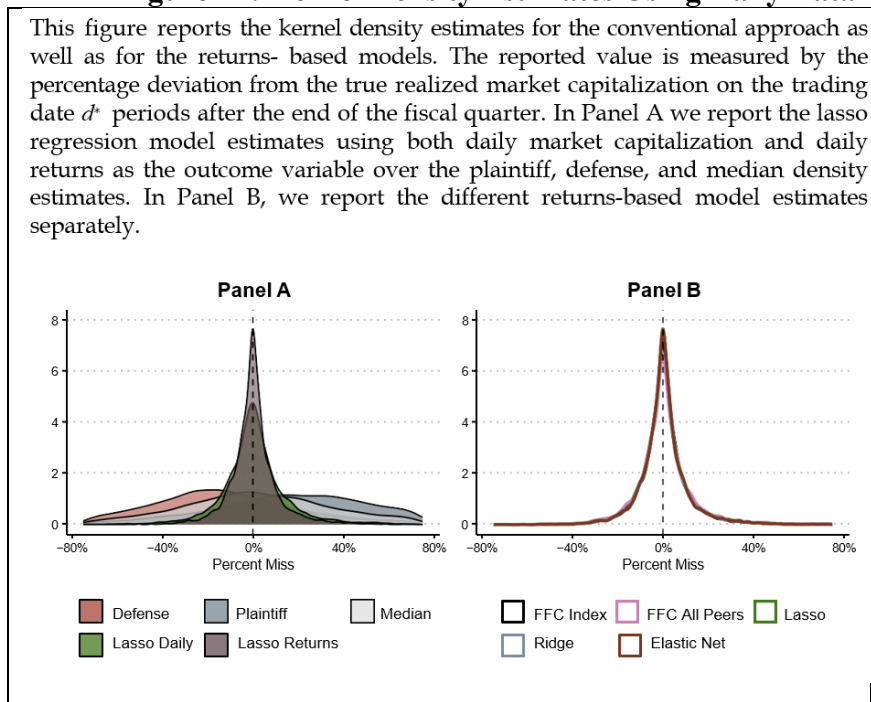 This figure reports the kernel density estimates for the conventional approach as
well as for the returns- based models. The reported value is measured by the
percentage deviation from the true realized market capitalization on the trading
date d* periods after the end of the fiscal quarter. In Panel A we report the lasso
regression model estimates using both daily market capitalization and daily
returns as the outcome variable over the plaintiff, defense, and median density
estimates. In Panel B, we report the different returns-based model estimates
separately.
Panel A
8
6
4
2
0
−80% −40% 0% 40% 80%
Percent Miss
Defense Plaintiff Median
Lasso Daily Lasso Returns
Panel B
8
6
4
2
0
−80% −40% 0% 40% 80%
Percent Miss
FFC Index FFC All Peers Lasso
Ridge Elastic Net